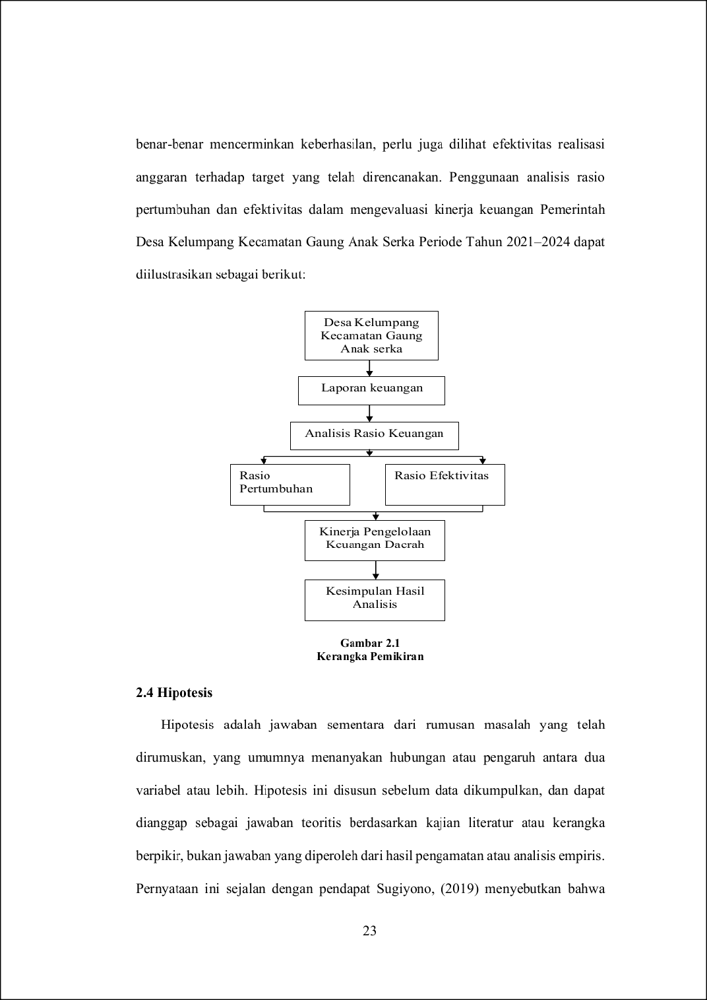 benar-benar mencerminkan keberhasilan, perlu juga dilihat efektivitas realisasi
anggaran terhadap target yang telah direncanakan. Penggunaan analisis rasio
pertumbuhan dan efektivitas dalam mengevaluasi kinerja keuangan Pemerintah
Desa Kelumpang Kecamatan Gaung Anak Serka Periode Tahun 2021–2024 dapat
diilustrasikan sebagai berikut:
Desa Kelumpang
Kecamatan Gaung
Anak serka
Laporan keuangan
Analisis Rasio Keuangan
Rasio
Pertumbuhan
Rasio Efektivitas
Kinerja Pengelolaan
Keuangan Daerah
Kesimpulan Hasil
Analisis
Gambar 2.1
Kerangka Pemikiran
2.4 Hipotesis
Hipotesis adalah jawaban sementara dari rumusan masalah yang telah
dirumuskan, yang umumnya menanyakan hubungan atau pengaruh antara dua
variabel atau lebih. Hipotesis ini disusun sebelum data dikumpulkan, dan dapat
dianggap sebagai jawaban teoritis berdasarkan kajian literatur atau kerangka
berpikir, bukan jawaban yang diperoleh dari hasil pengamatan atau analisis empiris.
Pernyataan ini sejalan dengan pendapat Sugiyono, (2019) menyebutkan bahwa
23